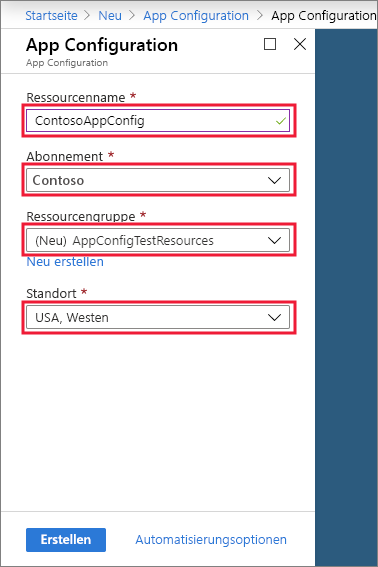 Startseite > Neu > App Configuration > App Configuration
App Configuration
App Configuration
Ressourcenname *
ContosoAppConfig
Abonnement *
Contoso
Ressourcengruppe *
(Neu) AppConfigTestResources
Neu erstellen
Standort *
USA, Westen
Erstellen Automatisierungsoptionen